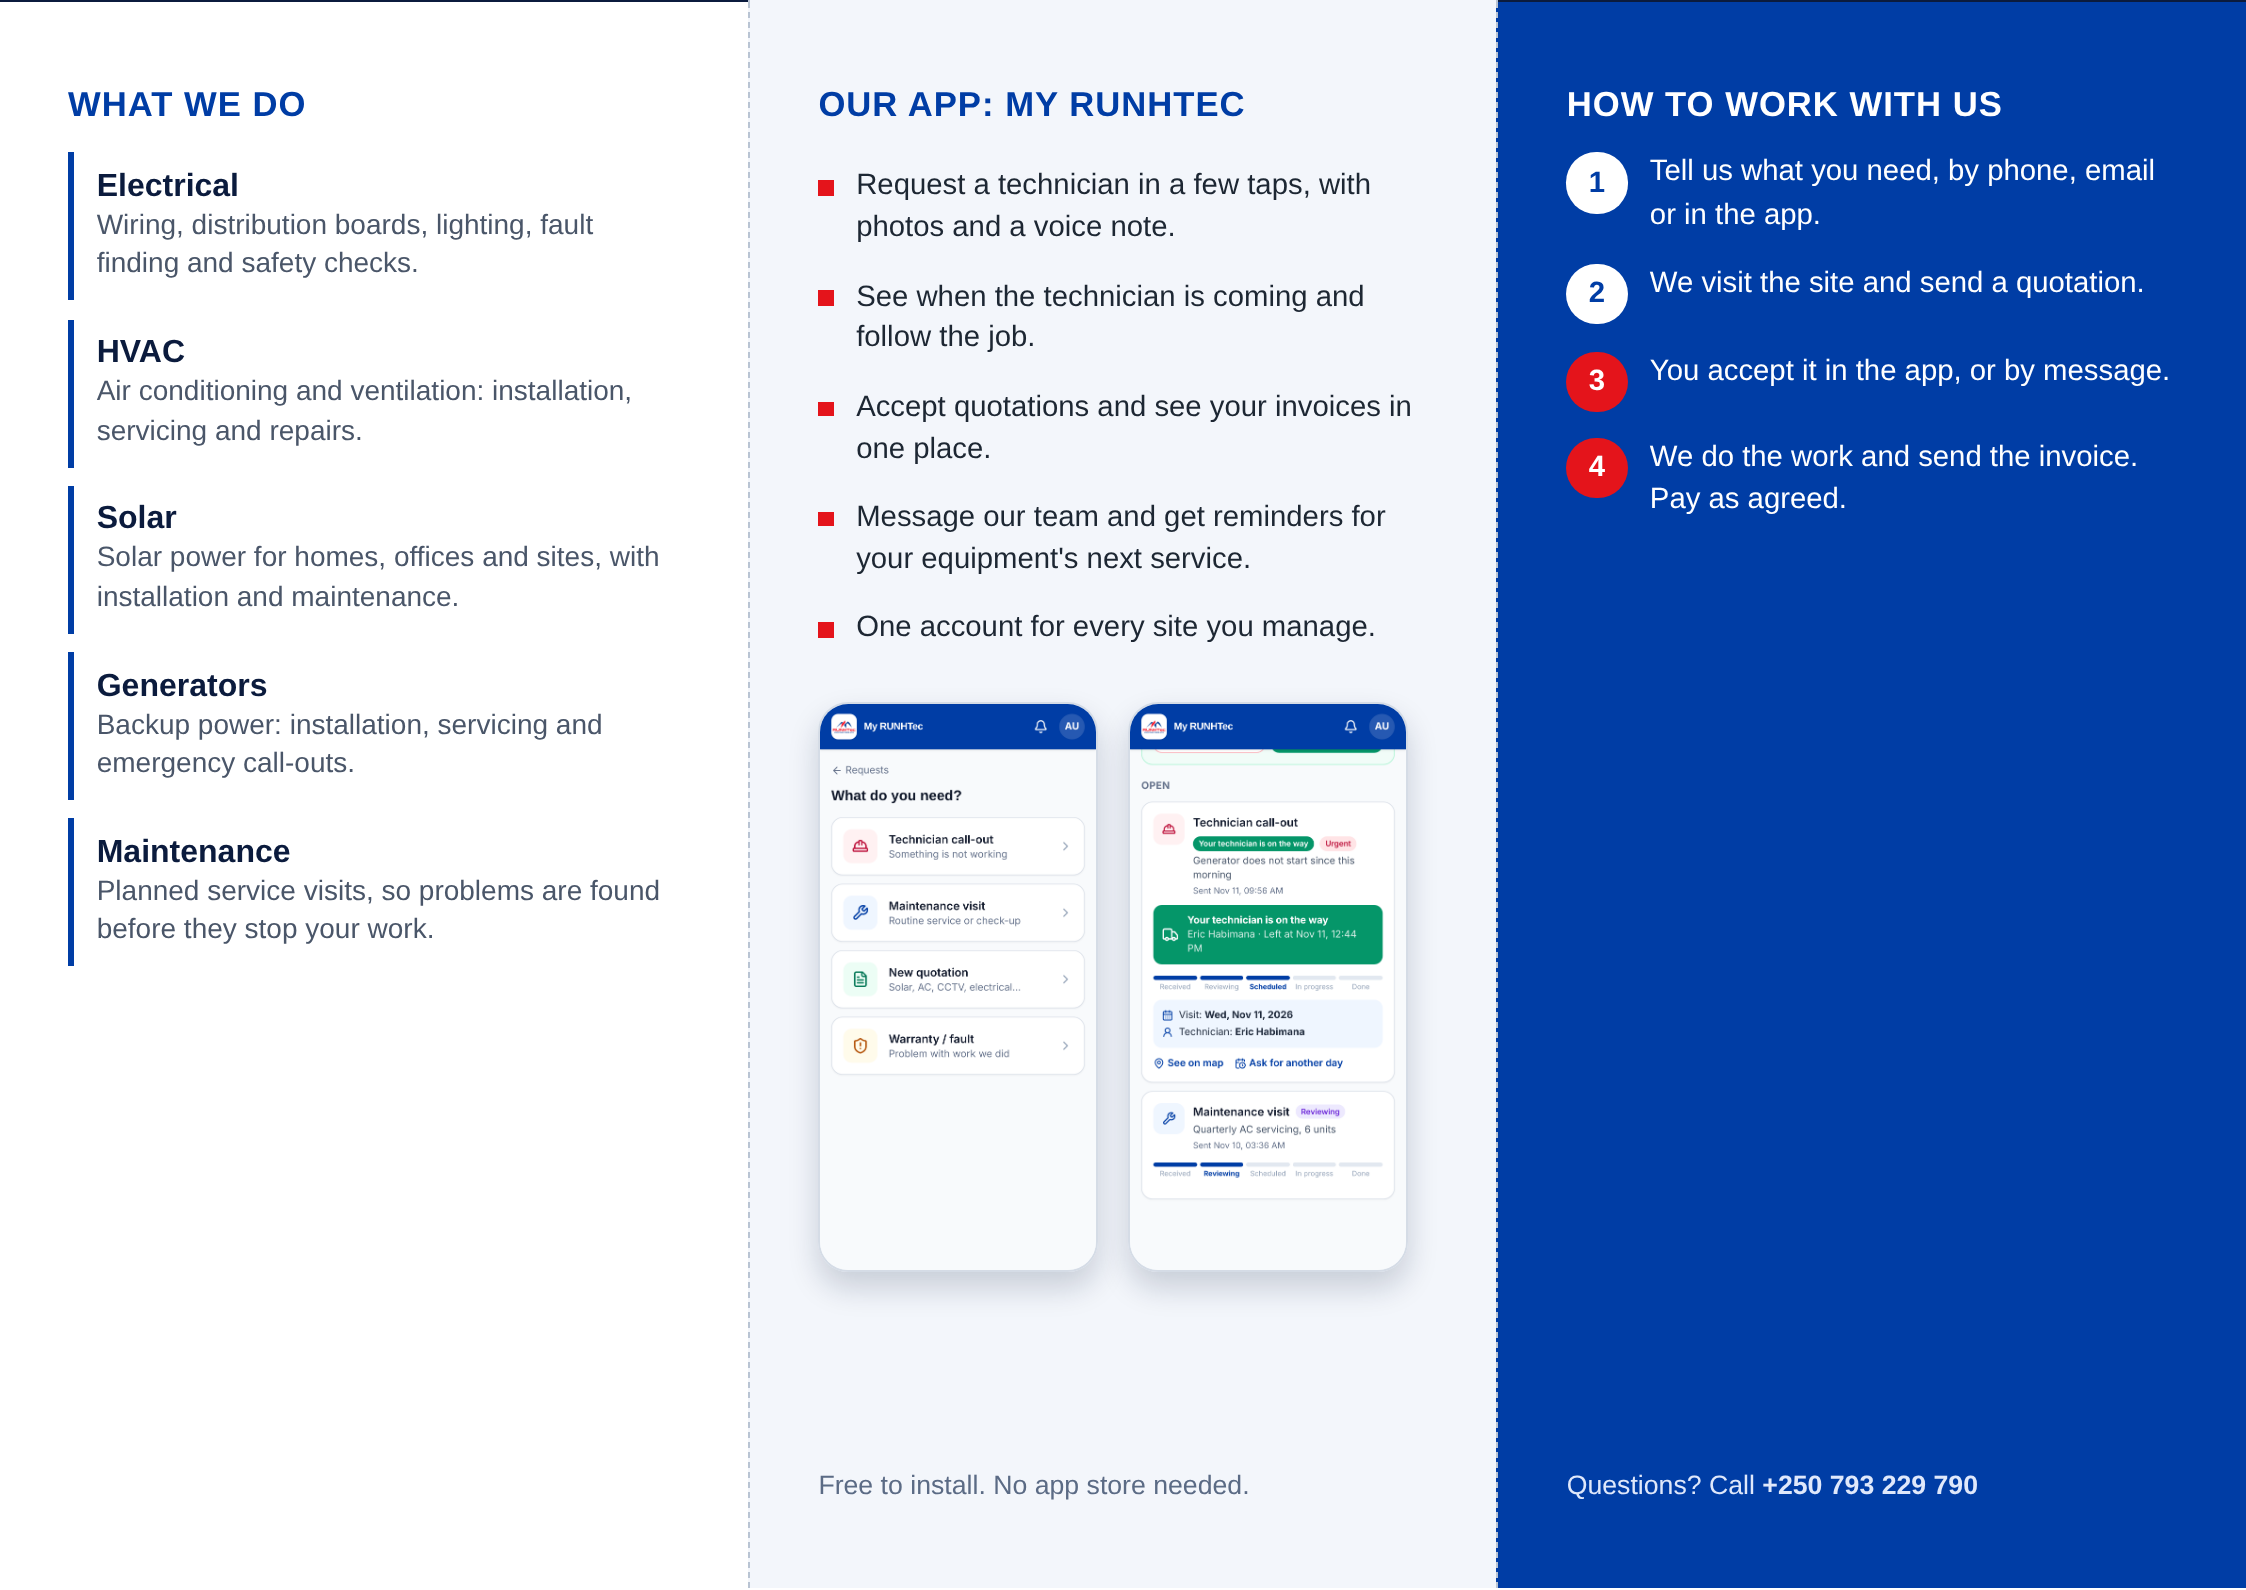 WHAT WE DO
Electrical
Wiring, distribution boards, lighting, fault
finding and safety checks.
HVAC
Air conditioning and ventilation: installation,
servicing and repairs.
Solar
Solar power for homes, offices and sites, with
installation and maintenance.
Generators
Backup power: installation, servicing and
emergency call-outs.
Maintenance
Planned service visits, so problems are found
before they stop your work.
OUR APP: MY RUNHTEC
Request a technician in a few taps, with
photos and a voice note.
See when the technician is coming and
follow the job.
Accept quotations and see your invoices in
one place.
Message our team and get reminders for
your equipment's next service.
One account for every site you manage.
My RUNHTec AU
← Requests
What do you need?
Technician call-out
Something is not working
Maintenance visit
Routine service or check-up
New quotation
Solar, AC, CCTV, electrical...
Warranty / fault
Problem with work we did
My RUNHTec AU
OPEN
Technician call-out
Your technician is on the way Urgent
Generator does not start since this
morning
Sent Nov 11, 09:56 AM
Your technician is on the way
Eric Habimana · Left at Nov 11, 12:44
PM
Received Reviewing Scheduled In progress Done
Visit: Wed, Nov 11, 2026
Technician: Eric Habimana
See on map Ask for another day
Maintenance visit Reviewing
Quarterly AC servicing, 6 units
Sent Nov 10, 03:36 AM
Received Reviewing Scheduled In progress Done
Free to install. No app store needed.
HOW TO WORK WITH US
1 Tell us what you need, by phone, email
or in the app.
2 We visit the site and send a quotation.
3 You accept it in the app, or by message.
4 We do the work and send the invoice.
Pay as agreed.
Questions? Call +250 793 229 790